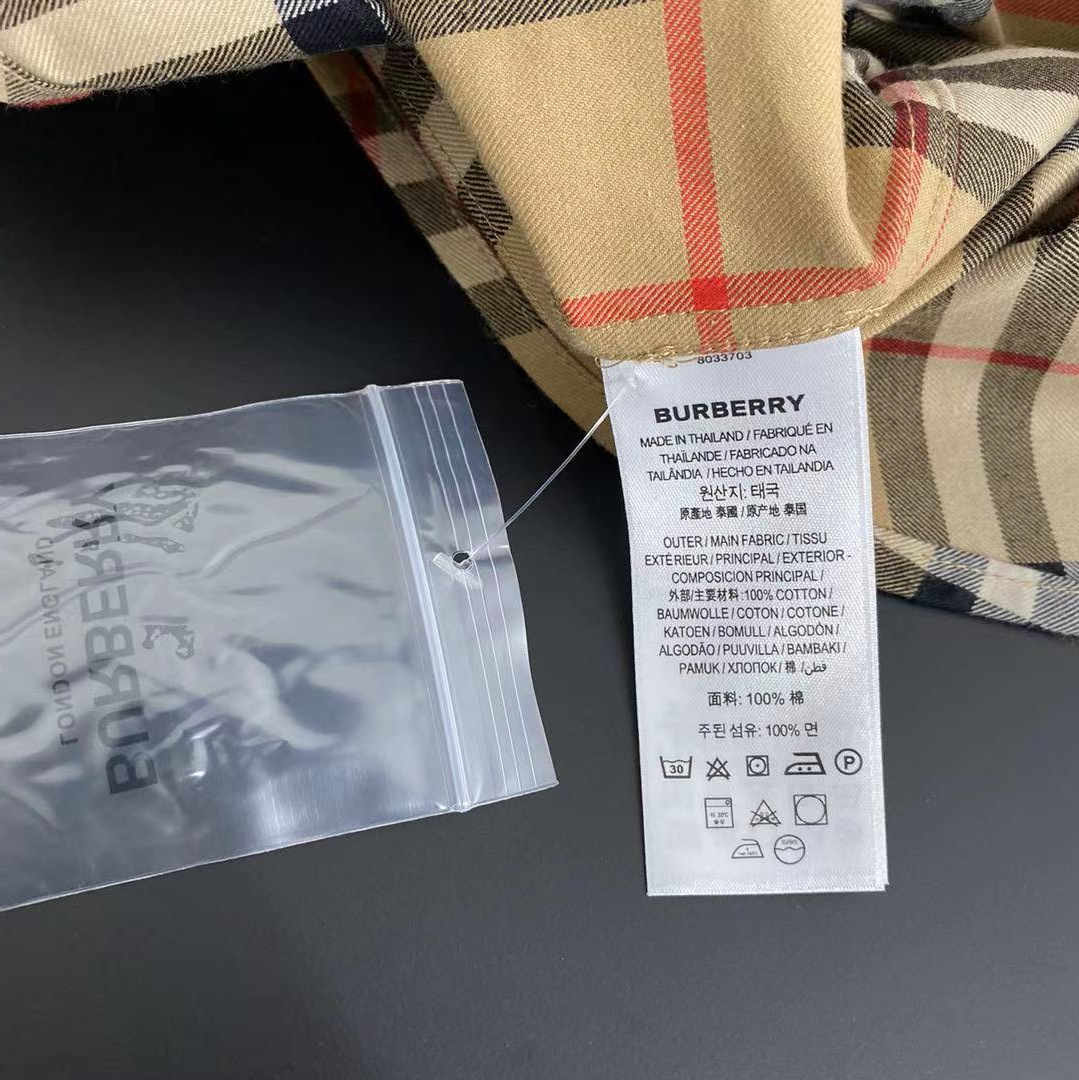 8033703
BURBERRY
MADE IN THAILAND / FABRIQUÉ EN
THAÏLANDE / FABRICADO NA
TAILÂNDIA / HECHO EN TAILANDIA
원산지: 태국
原產地 泰國 / 原产地 泰国
OUTER / MAIN FABRIC / TISSU
EXTÉRIEUR / PRINCIPAL / EXTERIOR -
COMPOSICION PRINCIPAL /
外部/主要材料:100% COTTON /
BAUMWOLLE / COTON / COTONE /
KATOEN / BOMULL / ALGODÓN /
ALGODÃO / PUUVILLA / BAMBAKI /
PAMUK / ХЛОПОК / 棉 /قطن
面料: 100% 棉
주된 섬유: 100% 면
30
P
BURBERRY
LONDON ENGLAND